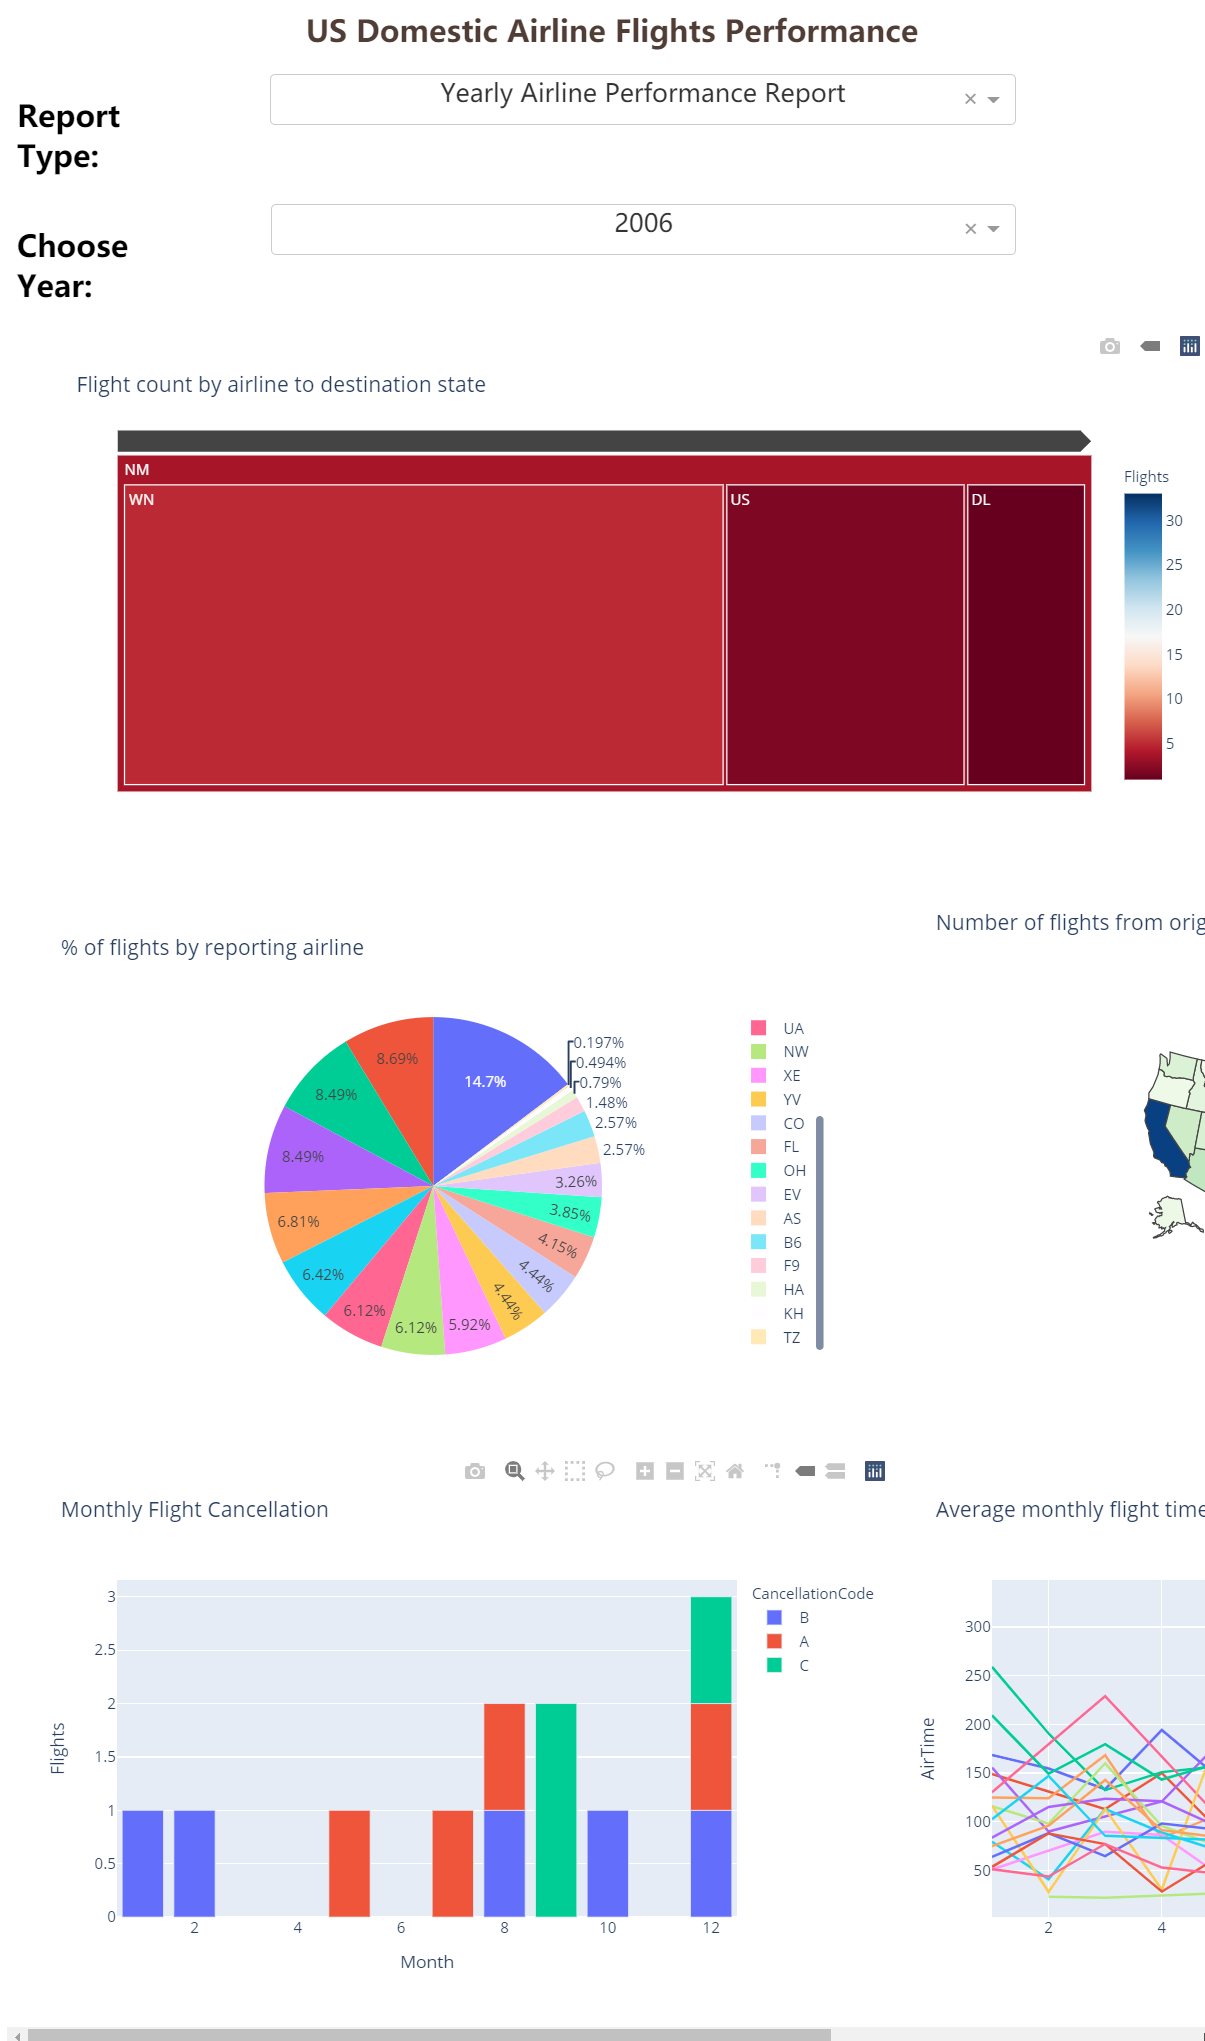 US Domestic Airline Flights Performance
Report
Type:
Yearly Airline Performance Report
×
Choose
Year:
2006
×
Flight count by airline to destination state
NM
WN
US
DL
Flights
30
25
20
15
10
5
% of flights by reporting airline
14.7%
8.69%
8.49%
8.49%
6.81%
6.42%
6.12%
6.12%
5.92%
4.44%
4.44%
4.15%
3.85%
3.26%
2.57%
2.57%
1.48%
0.79%
0.494%
0.197%
UA
NW
XE
YV
CO
FL
OH
EV
AS
B6
F9
HA
KH
TZ
Number of flights from orig
Monthly Flight Cancellation
Flights
3
2.5
2
1.5
1
0.5
0
2
4
6
8
10
12
Month
CancellationCode
B
A
C
Average monthly flight time
AirTime
300
250
200
150
100
50
2
4